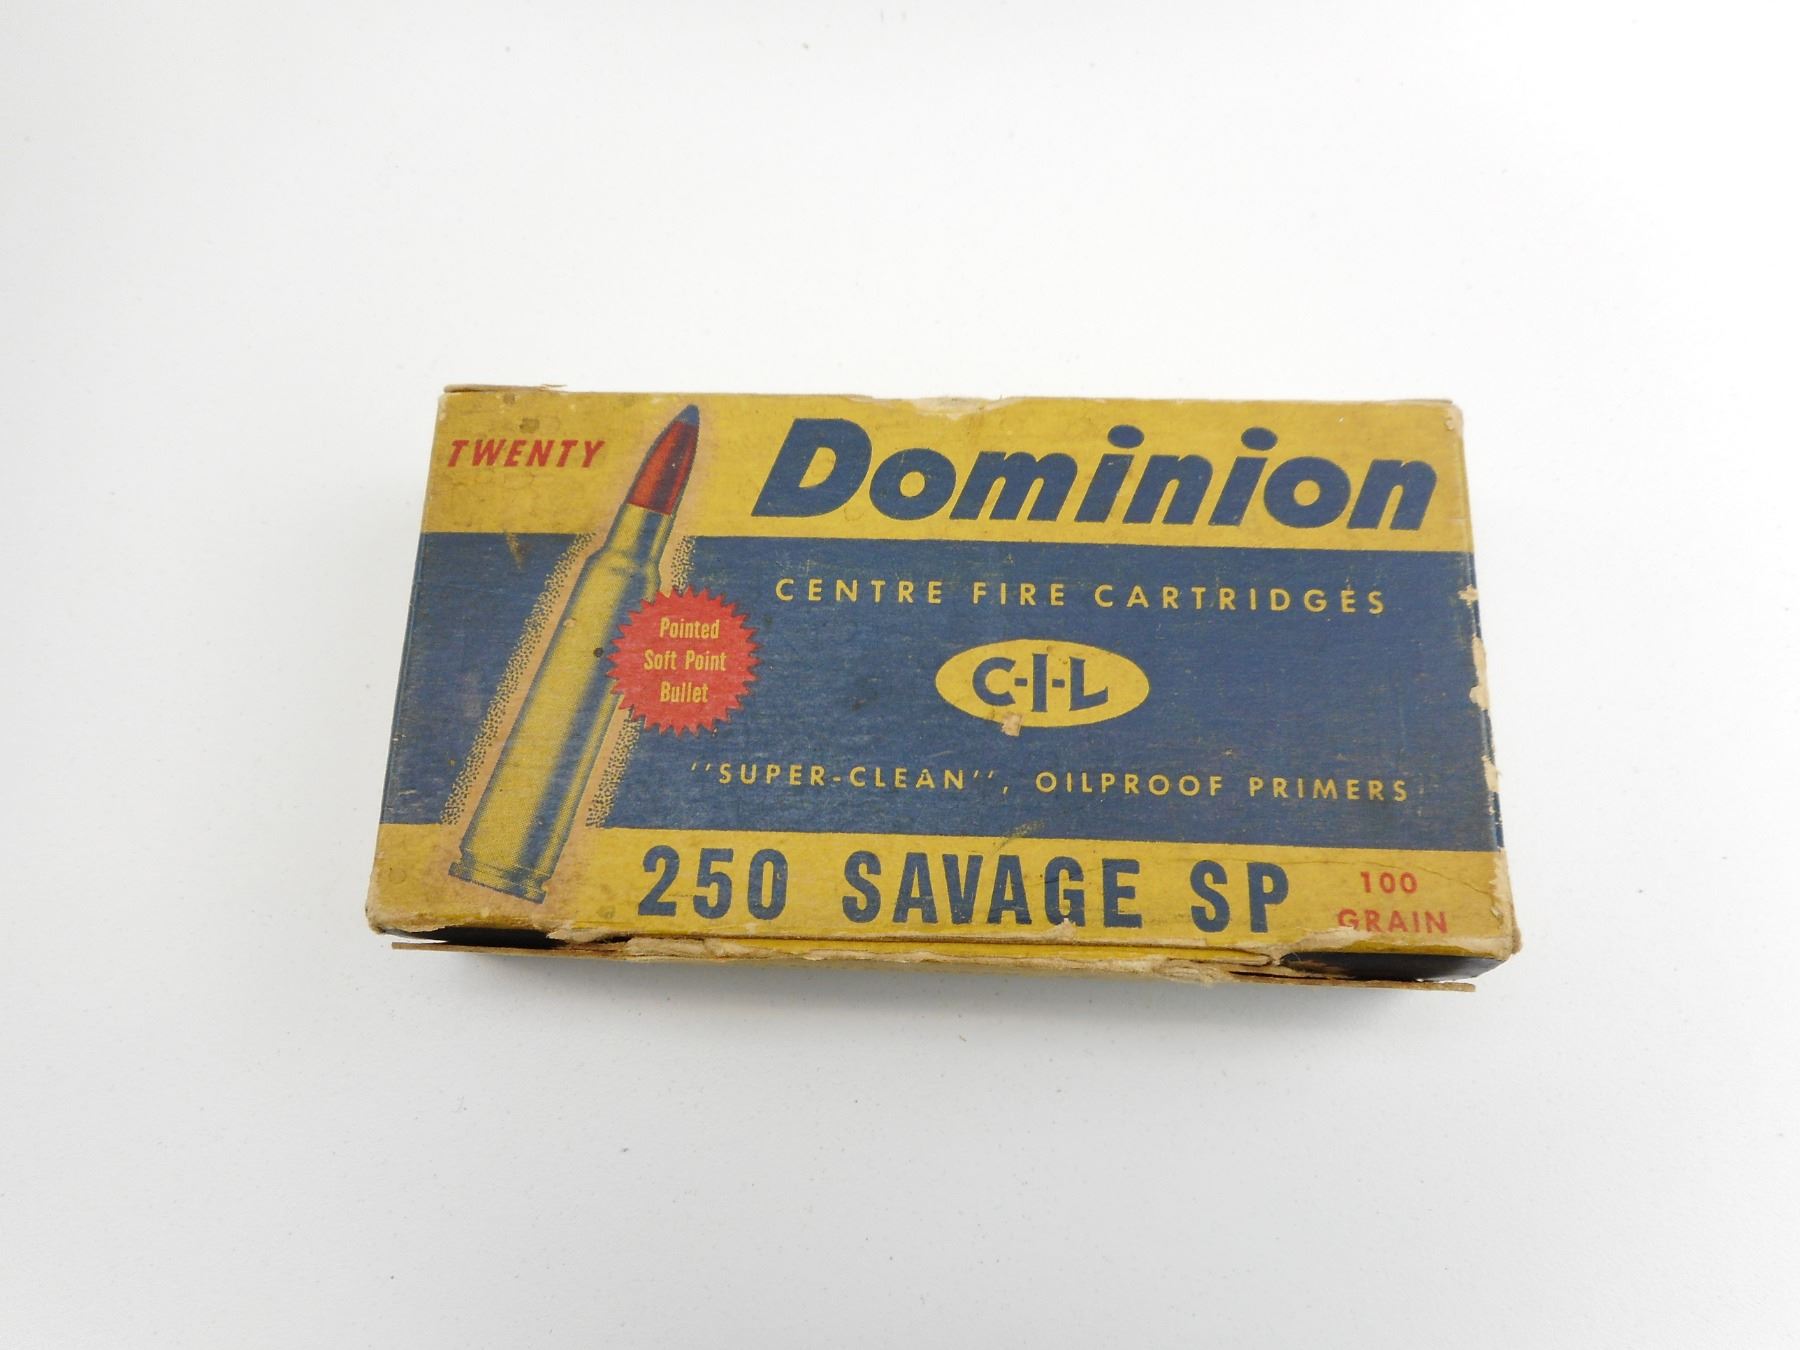 TWENTY
Dominion
CENTRE FIRE CARTRIDGES
Pointed
Soft Point
Bullet
C-I-L
"SUPER-CLEAN", OILPROOF PRIMERS
250 SAVAGE SP
100
GRAIN